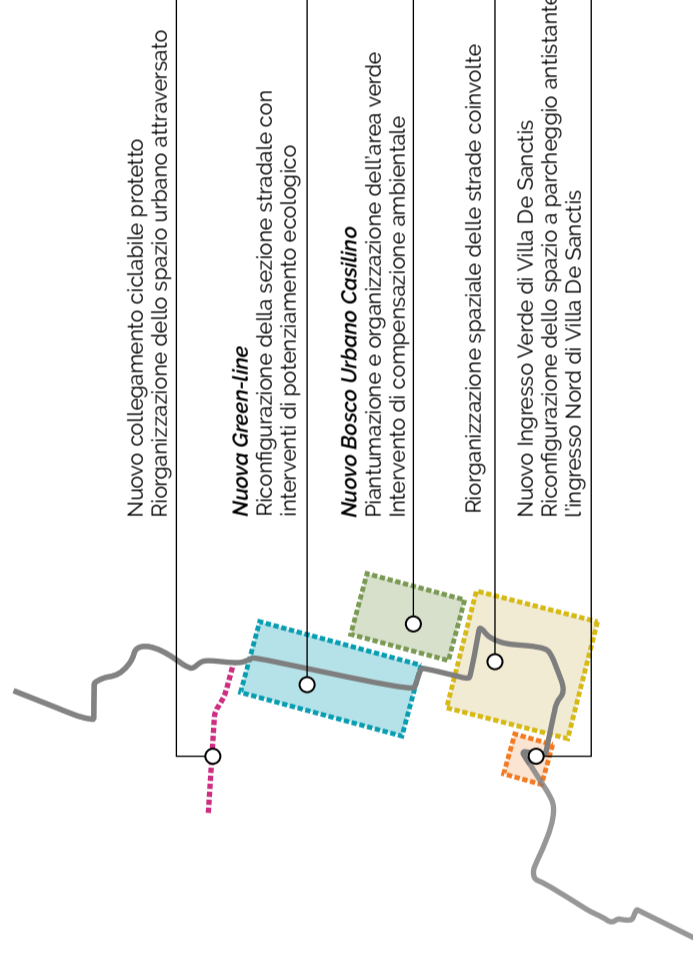 Nuovo collegamento ciclabile protetto
Riorganizzazione dello spazio urbano attraversato
Nuova Green-line
Riconfigurazione della sezione stradale con
interventi di potenziamento ecologico
Nuovo Bosco Urbano Casilino
Piantumazione e organizzazione dell'area verde
Intervento di compensazione ambientale
Riorganizzazione spaziale delle strade coinvolte
Nuovo Ingresso Verde di Villa De Sanctis
Riconfigurazione dello spazio a parcheggio antistante
l'ingresso Nord di Villa De Sanctis